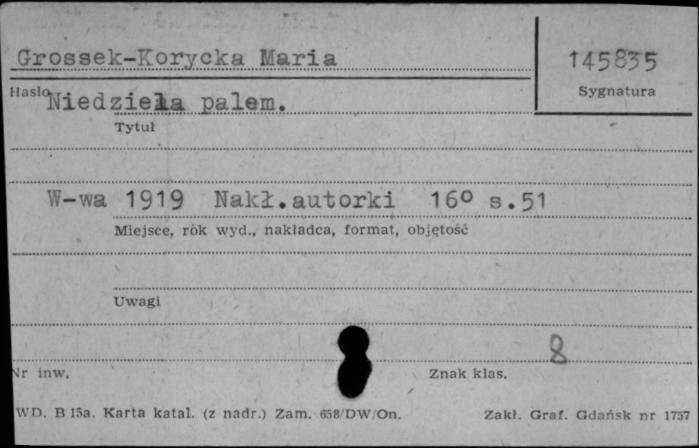 Grossek-Korycka Maria
145835
Hasło
Sygnatura
Niedziela palem.
Tytuł
W-wa 1919 Nakł.autorki 16º s.51
Miejsce, rok wyd., nakładca, format, objętość
Uwagi
8
Nr inw.
Znak klas.
WD. B 15a. Karta katal. (z nadr.) Zam. 658/DW/On.
Zakł. Graf. Gdańsk nr 1757